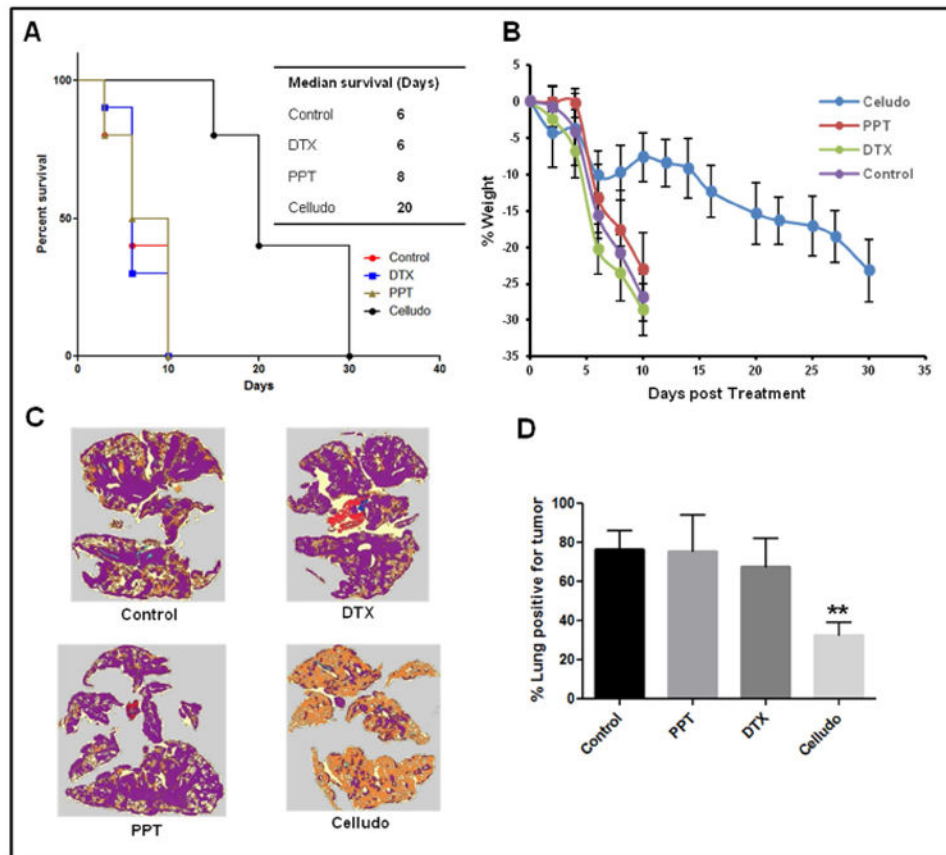 A
Median survival (Days)
Control 6
DTX 6
PPT 8
Celludo 20
Percent survival
100
50
0
0 10 20 30 40
Days
Control
DTX
PPT
Celludo
B
% Weight
5
0
-5
-10
-15
-20
-25
-30
-35
0 5 10 15 20 25 30 35
Days post Treatment
Celudo
PPT
DTX
Control
C
Control
DTX
PPT
Celludo
D
% Lung positive for tumor
100
80
60
40
20
0
**
Control
PPT
DTX
Celludo